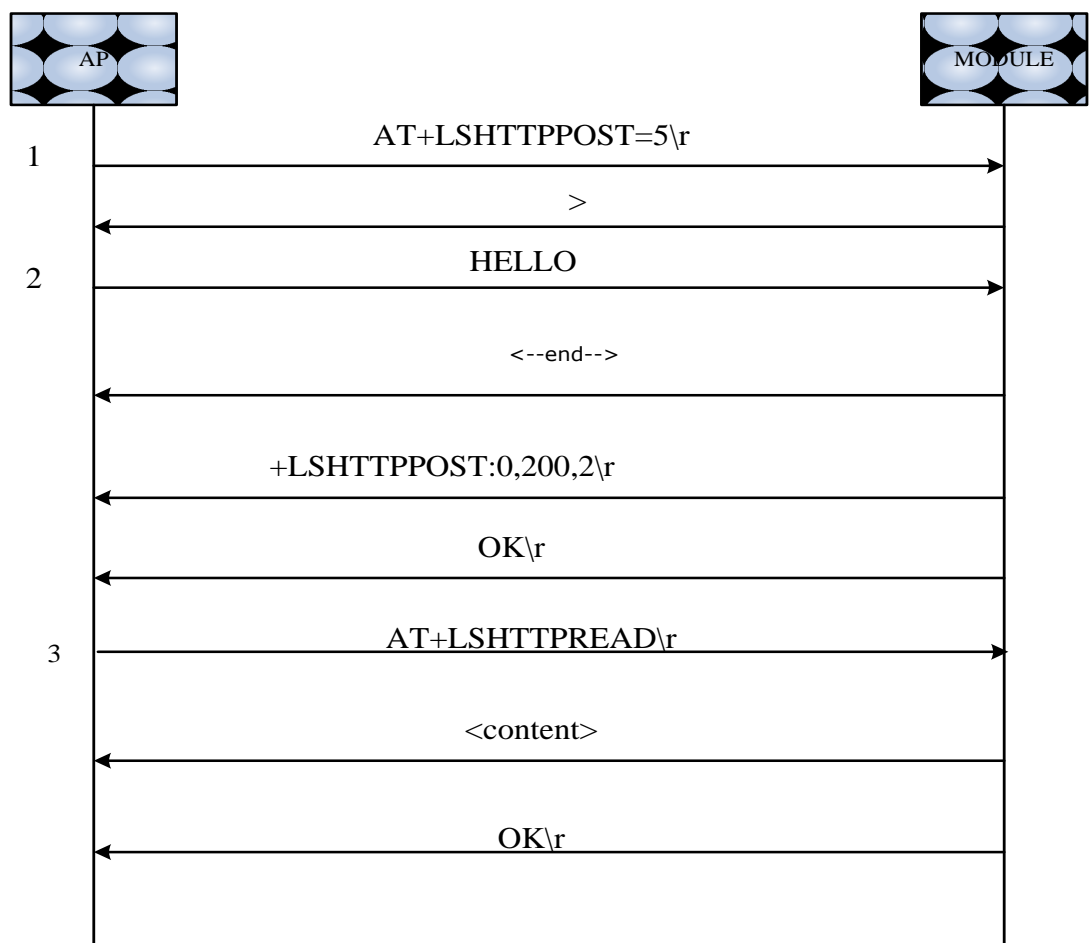 AP
MODULE
AT+LSHTTPPOST=5\r
1
>
HELLO
2
<--end-->
+LSHTTPPOST:0,200,2\r
OK\r
AT+LSHTTPREAD\r
3
<content>
OK\r